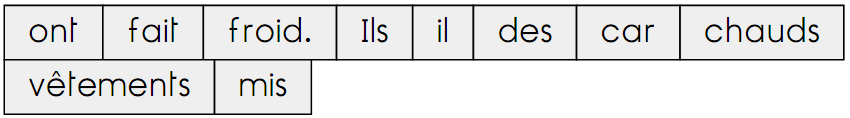 ont fait froid. Ils il des car chauds
vêtements mis